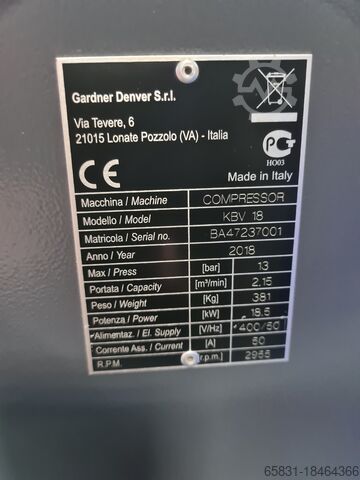 Gardner Denver S.r.l.
Via Tevere, 6
21015 Lonate Pozzolo (VA) - Italia
HO03
CE
Made in Italy
Macchina / Machine COMPRESSOR
Modello / Model KBV 18
Matricola / Serial no. BA47237001
Anno / Year 2018
Max / Press [bar] 13
Portata / Capacity [m³/min] 2.15
Peso / Weight [Kg] 381
Potenza / Power [kW] 18.5
Alimentaz. / El. Supply [V/Hz] 400/50
Corrente Ass. / Current [A] 50
R.P.M. [r.p.m.] 2955
65831-18464366